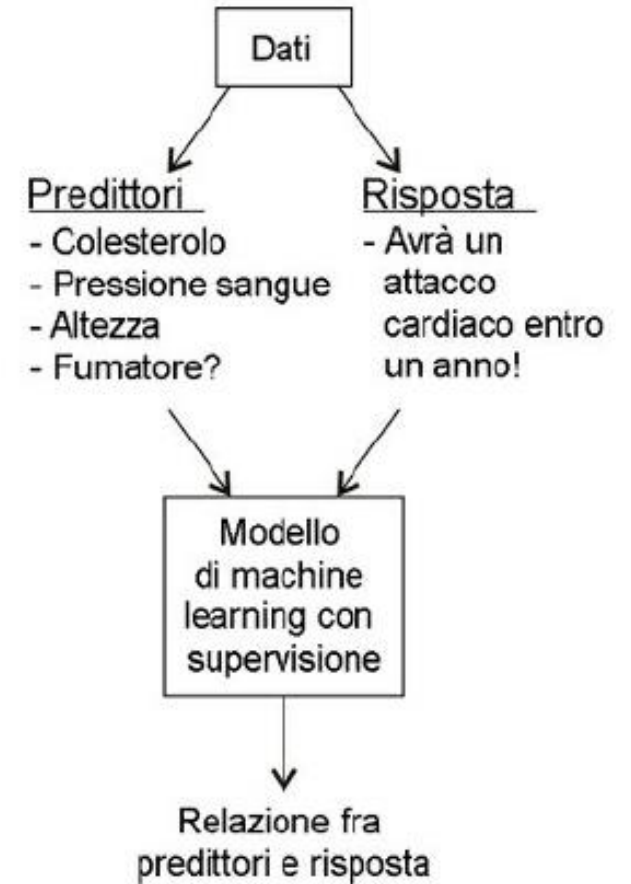 Dati
Predittori
- Colesterolo
- Pressione sangue
- Altezza
- Fumatore?
Risposta
- Avrà un
attacco
cardiaco entro
un anno!
Modello
di machine
learning con
supervisione
Relazione fra
predittori e risposta